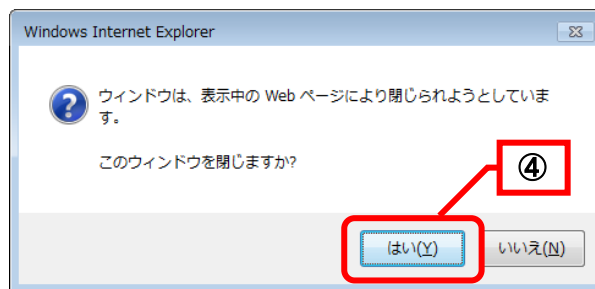 Windows Internet Explorer
ウィンドウは、表示中の Web ページにより閉じられようとしていま
す。
このウィンドウを閉じますか?
④
はい(Y)
いいえ(N)